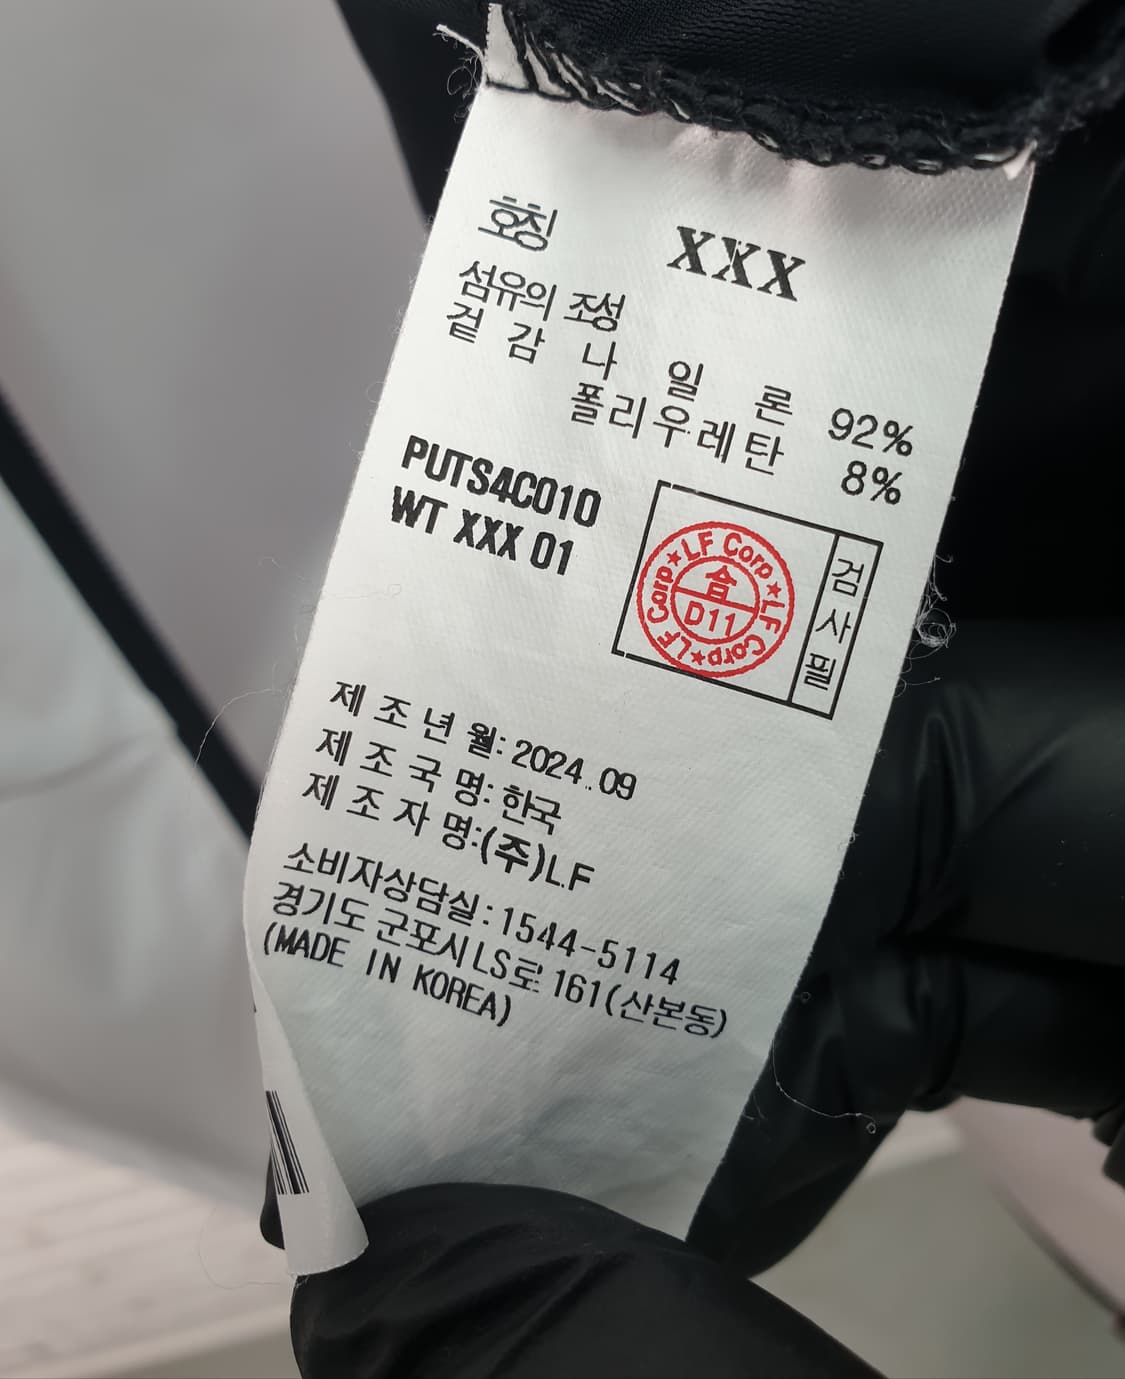 호칭 XXX
섬유의 조성
겉감 나일론 92%
폴리우레탄 8%
PUTS4C010
WT XXX 01
LF Corp★LF Corp★LF Corp★
合
D11
검사필
제조년월: 2024.09
제조국명: 한국
제조자명:(주)LF
소비자상담실: 1544-5114
경기도 군포시 LS로 161(산본동)
(MADE IN KOREA)